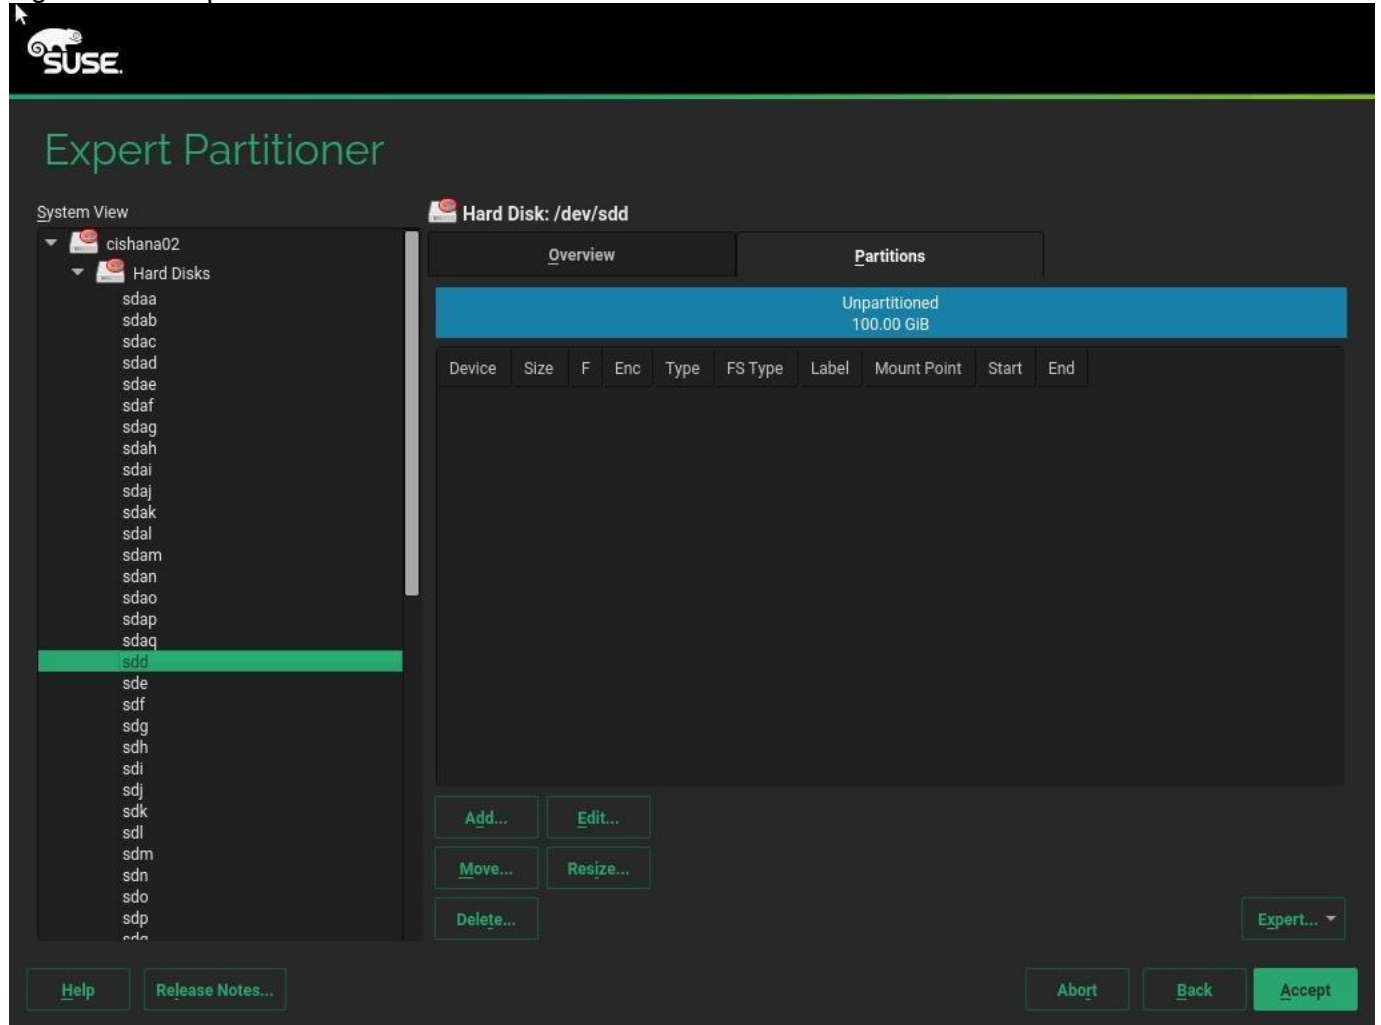 SUSE.
Expert Partitioner
System View
cishana02
Hard Disks
sdaa
sdab
sdac
sdad
sdae
sdaf
sdag
sdah
sdai
sdaj
sdak
sdal
sdam
sdan
sdao
sdap
sdaq
sdd
sde
sdf
sdg
sdh
sdi
sdj
sdk
sdl
sdm
sdn
sdo
sdp
Hard Disk: /dev/sdd
Overview Partitions
Unpartitioned
100.00 GiB
Device Size F Enc Type FS Type Label Mount Point Start End
Add... Edit...
Move... Resize...
Delete...
Expert...
Help Release Notes... Abort Back Accept